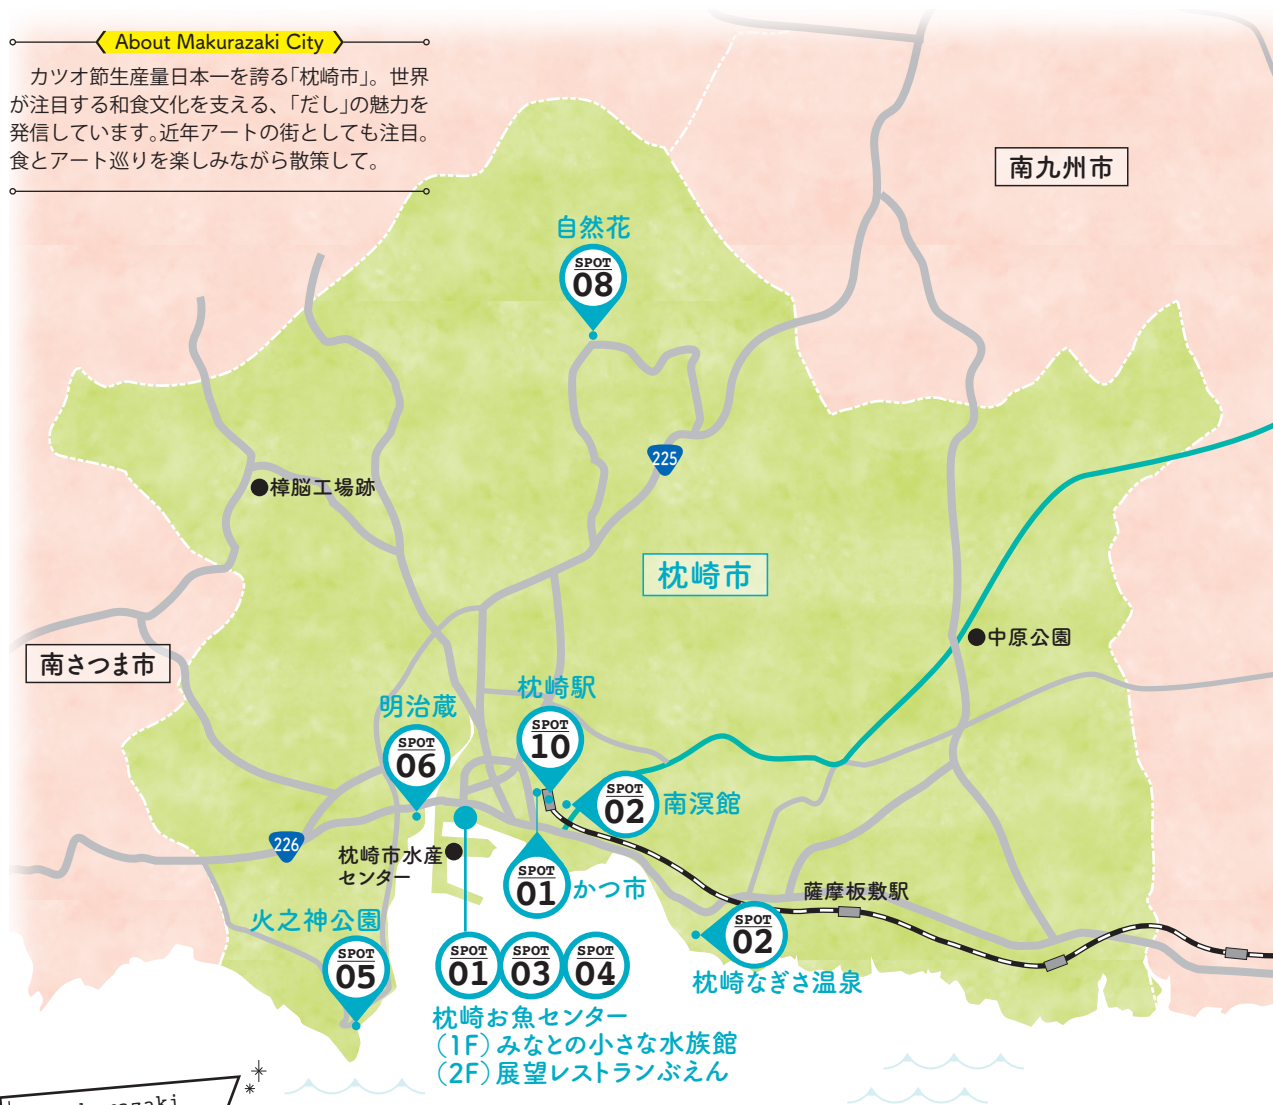 About Makurazaki City
カツオ節生産量日本一を誇る「枕崎市」。世界
が注目する和食文化を支える、「だし」の魅力を
発信しています。近年アートの街としても注目。
食とアート巡りを楽しみながら散策して。
南九州市
自然花
SPOT
08
225
樟脳工場跡
枕崎市
中原公園
南さつま市
枕崎駅
SPOT
10
明治蔵
SPOT
06
SPOT
02
南溟館
226
枕崎市水産
センター
SPOT
01
かつ市
薩摩板敷駅
火之神公園
SPOT
05
SPOT
02
枕崎なぎさ温泉
SPOT
01
SPOT
03
SPOT
04
枕崎お魚センター
(1F)みなとの小さな水族館
(2F)展望レストランぶえん